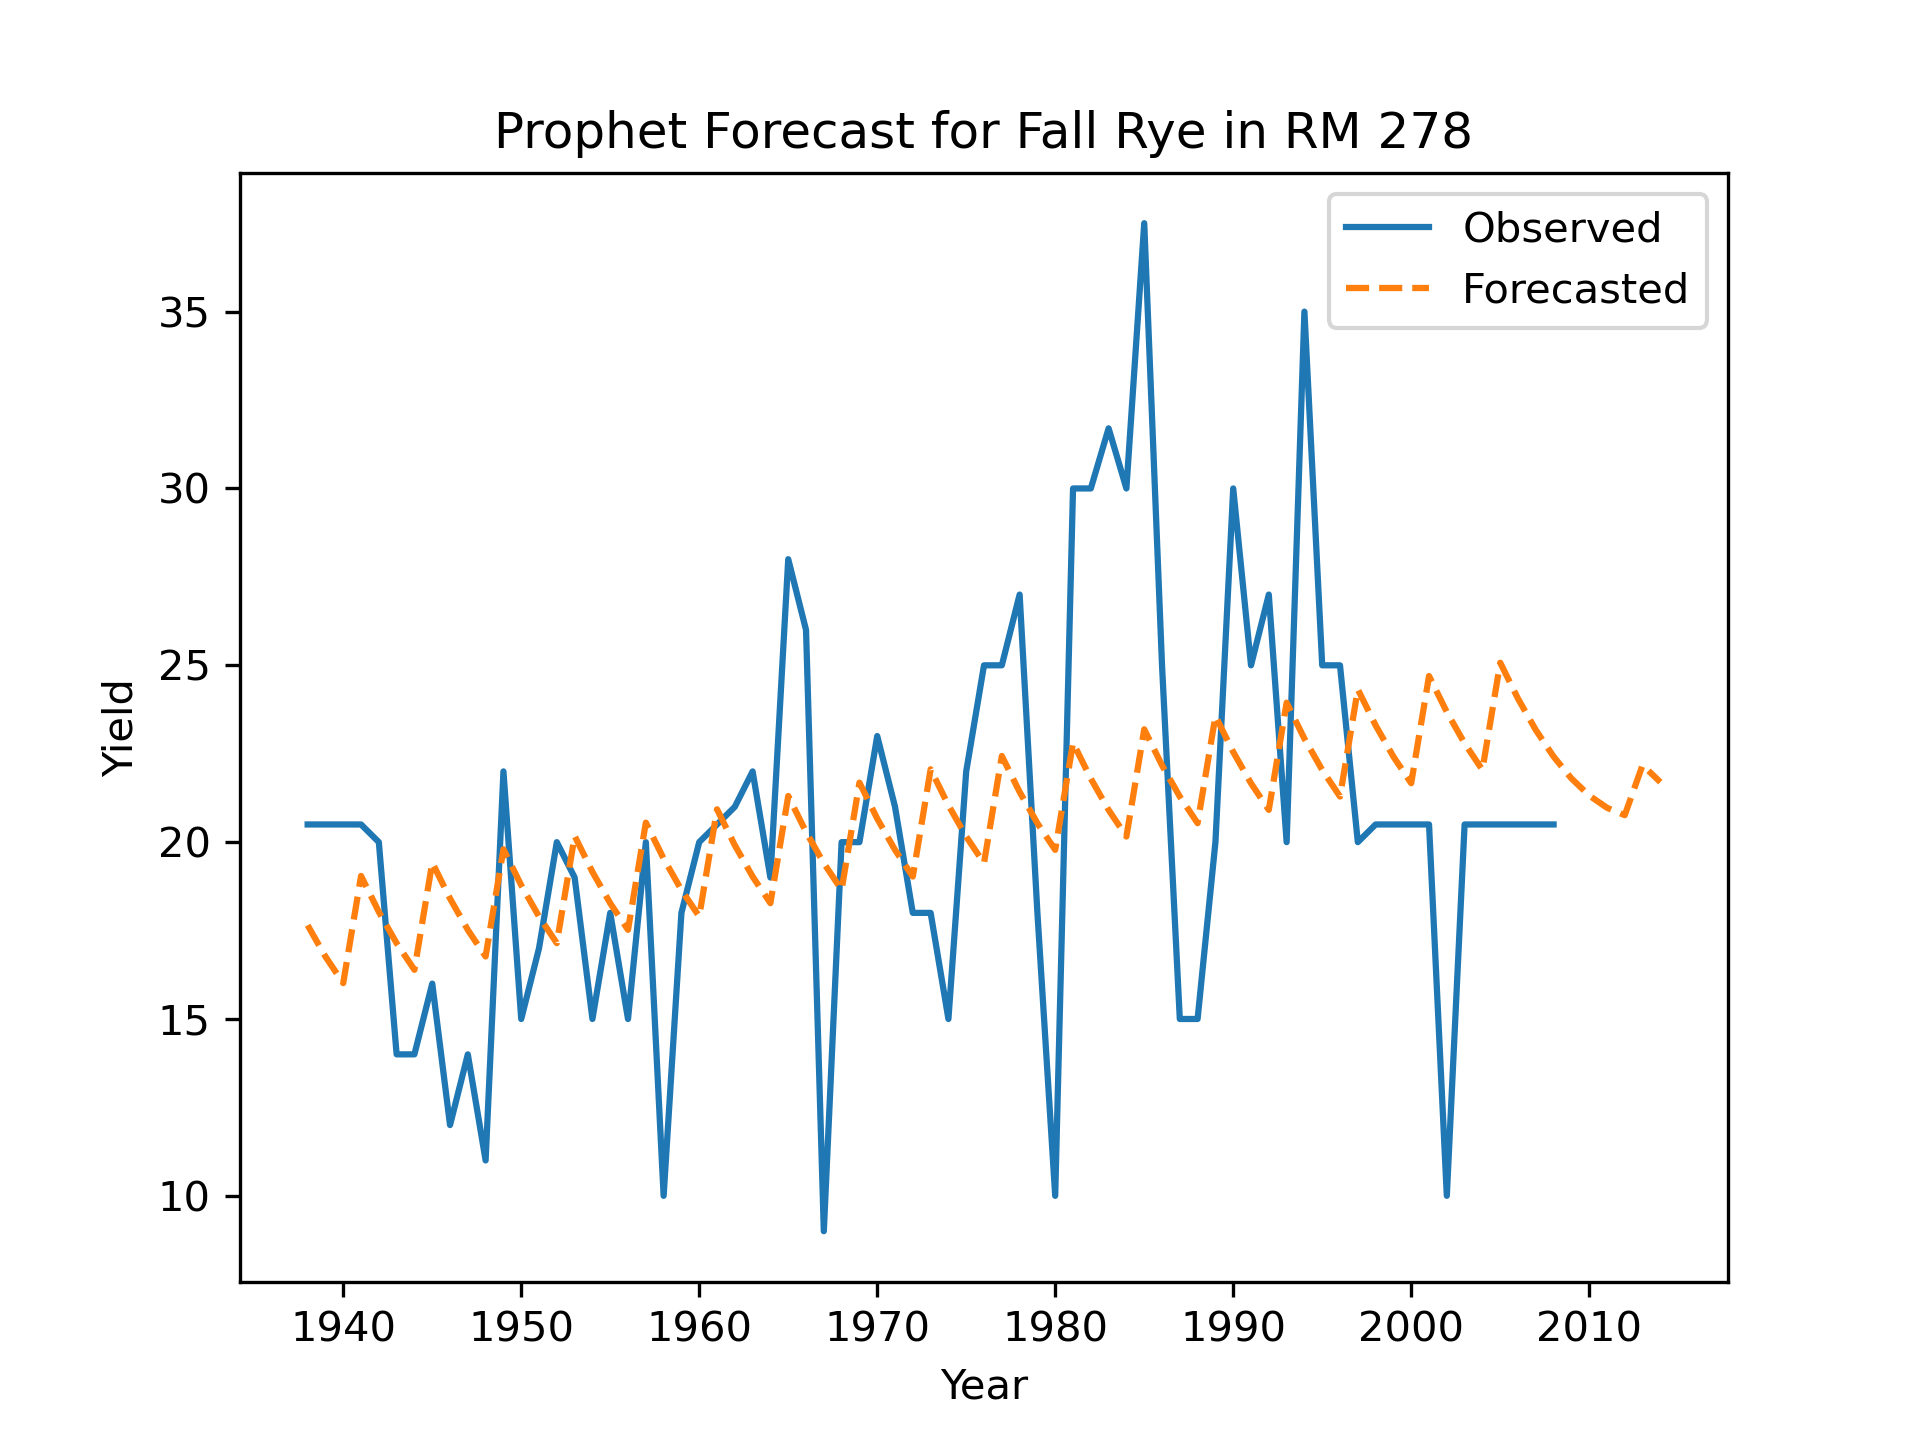 Prophet Forecast for Fall Rye in RM 278
Observed
Forecasted
35
30
25
20
15
10
Yield
1940 1950 1960 1970 1980 1990 2000 2010
Year